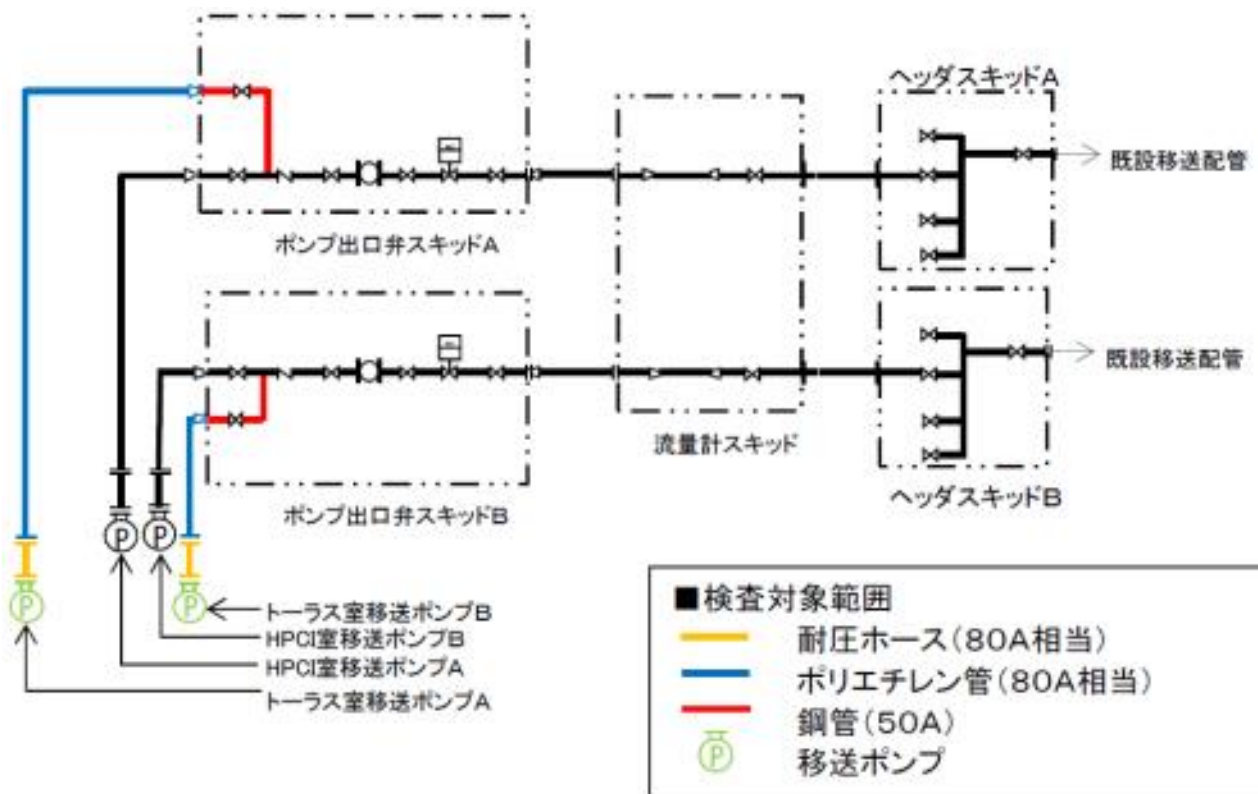 ヘッダスキッドA
既設移送配管
ポンプ出口弁スキッドA
既設移送配管
流量計スキッド
ヘッダスキッドB
ポンプ出口弁スキッドB
P
P
P
P
トーラス室移送ポンプB
HPCI室移送ポンプB
HPCI室移送ポンプA
トーラス室移送ポンプA
■検査対象範囲
耐圧ホース(80A相当)
ポリエチレン管(80A相当)
鋼管(50A)
P 移送ポンプ